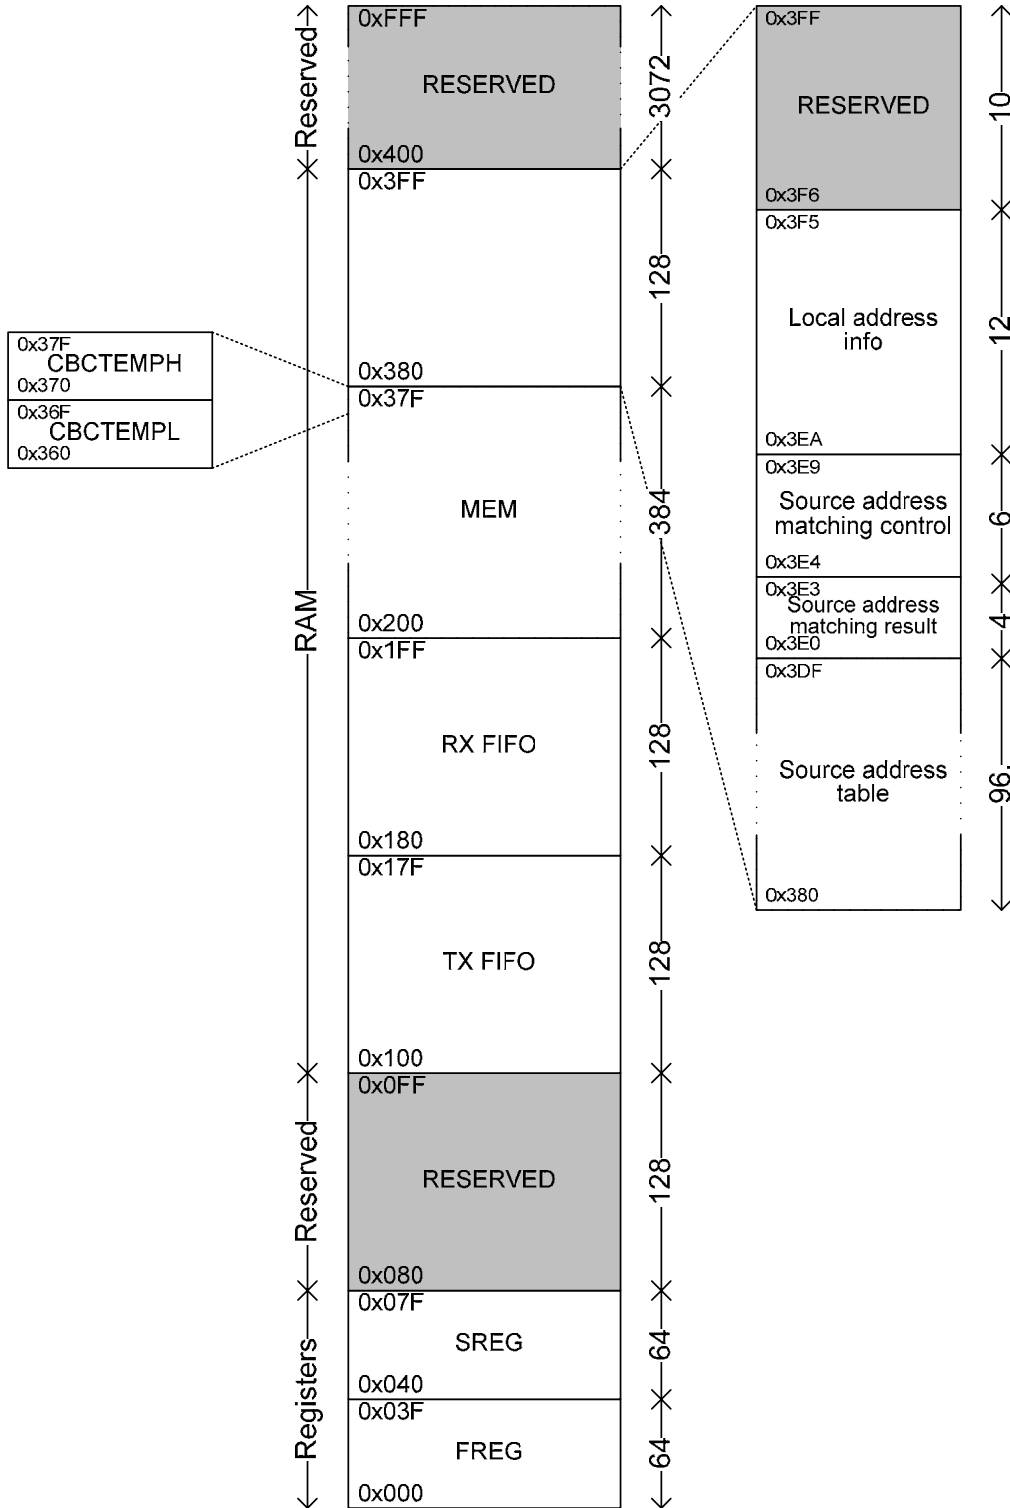 Reserved
RAM
Reserved
Registers
0x37F
CBCTEMPH
0x370
0x36F
CBCTEMPL
0x360
0xFFF
RESERVED
0x400
0x3FF
0x380
0x37F
MEM
0x200
0x1FF
RX FIFO
0x180
0x17F
TX FIFO
0x100
0x0FF
RESERVED
0x080
0x07F
SREG
0x040
0x03F
FREG
0x000
3072
128
384
128
128
128
64
64
0x3FF
RESERVED
0x3F6
0x3F5
Local address
info
0x3EA
0x3E9
Source address
matching control
0x3E4
0x3E3
Source address
matching result
0x3E0
0x3DF
Source address
table
0x380
10
12
6
4
96.